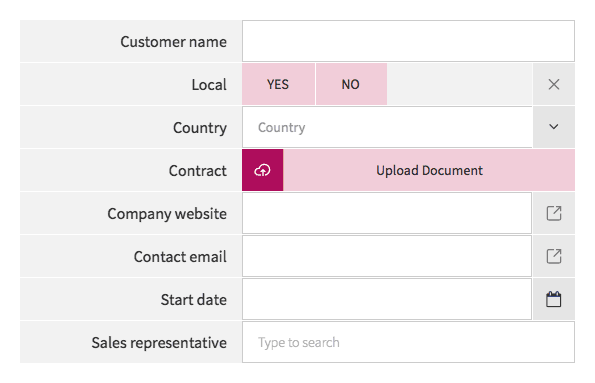 Customer name
Local YES NO
Country Country
Contract Upload Document
Company website
Contact email
Start date
Sales representative Type to search